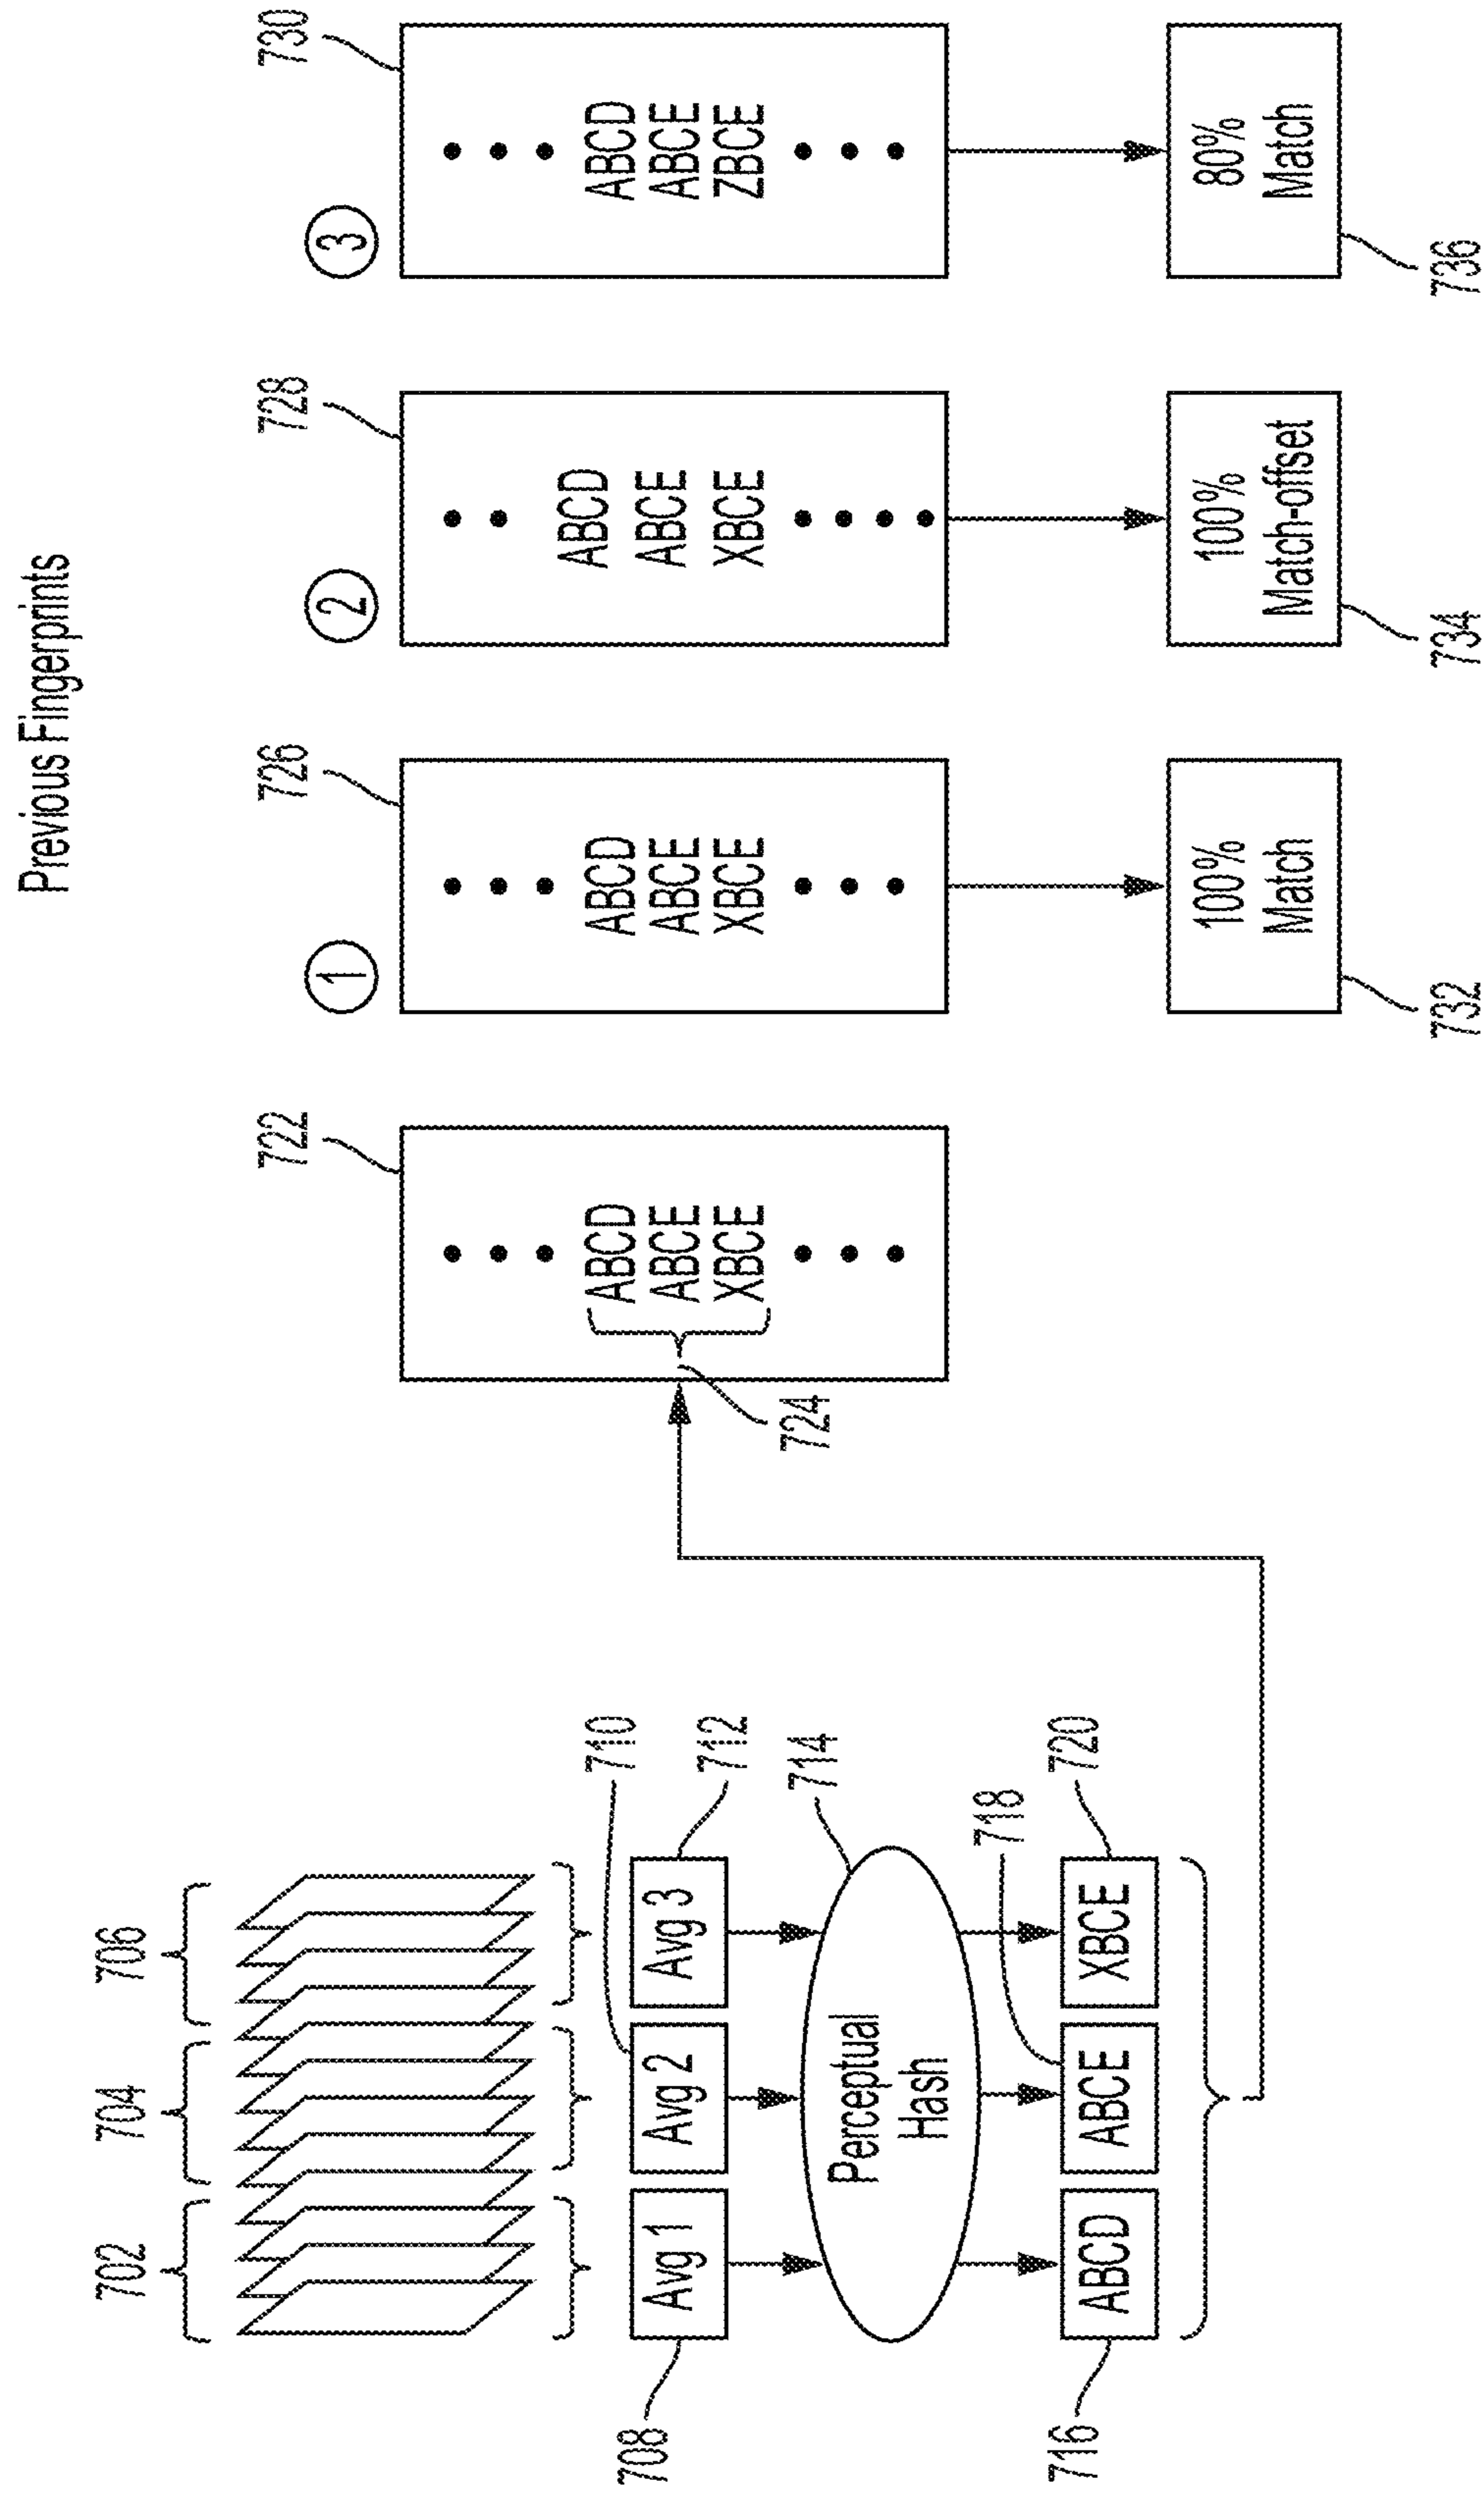 Previous Fingerprints
702
704
706
708
Avg 1
Avg 2
Avg 3
710
712
Perceptual
Hash
714
716
ABCD
ABCE
XBCE
718
720
722
ABCD
ABCE
XBCE
724
1
726
ABCD
ABCE
XBCE
100%
Match
732
2
728
ABCD
ABCE
XBCE
100%
Match-offset
734
3
730
ABCD
ABCE
ZBCE
80%
Match
736